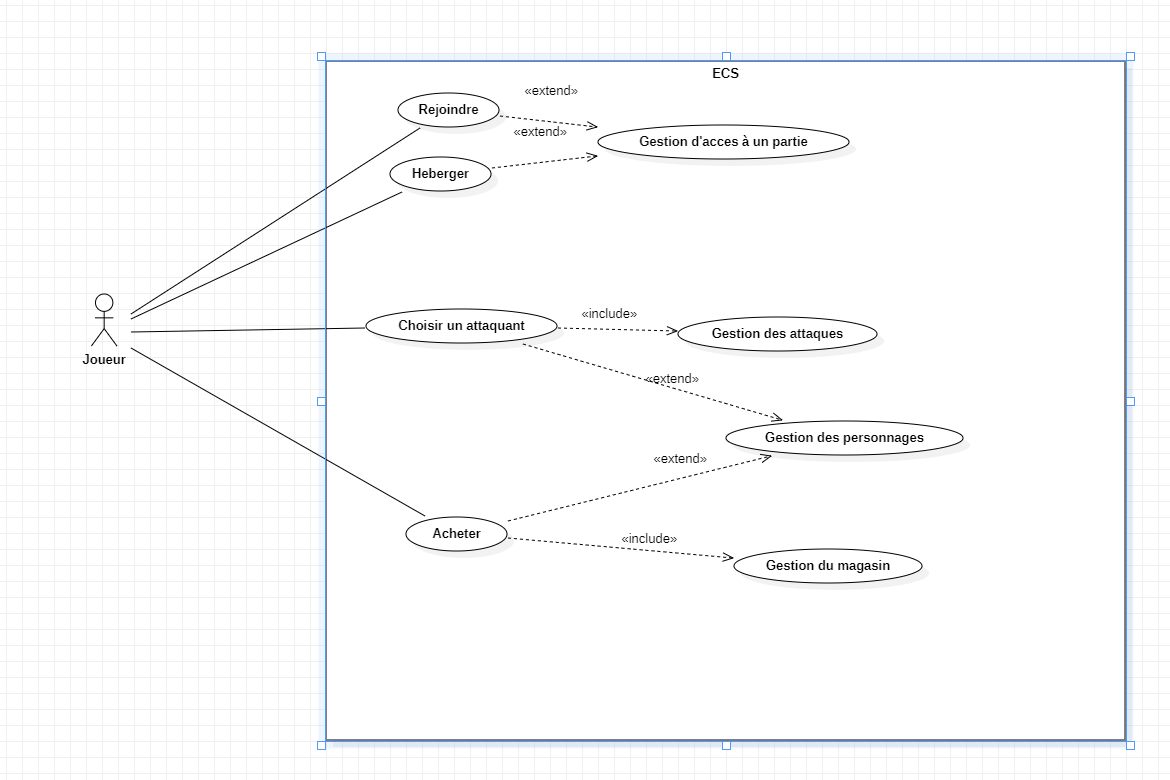 ECS
«extend»
Rejoindre
«extend»
Gestion d'acces à un partie
Heberger
«include»
Choisir un attaquant
Gestion des attaques
Joueur
«extend»
Gestion des personnages
«extend»
Acheter
«include»
Gestion du magasin